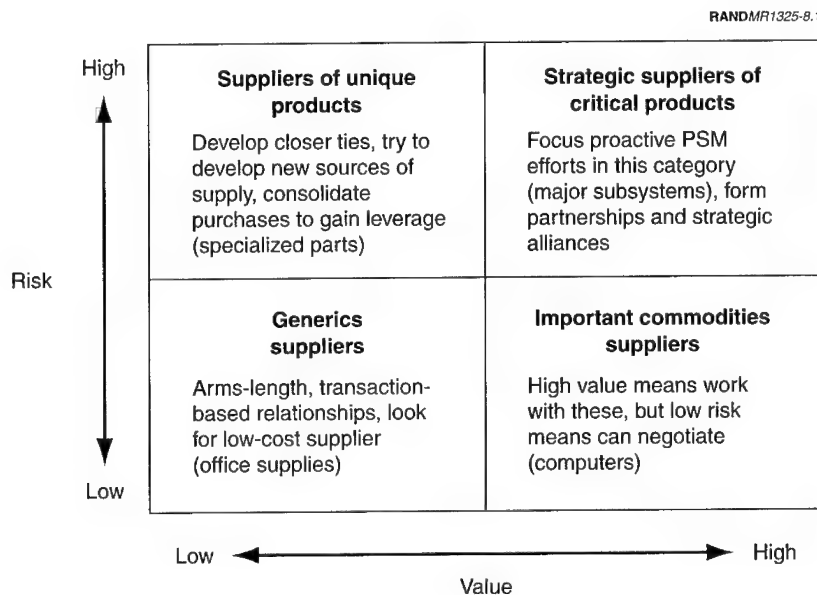 RANDMR1325-8.1
High
Suppliers of unique
products
Develop closer ties, try to
develop new sources of
supply, consolidate
purchases to gain leverage
(specialized parts)
Strategic suppliers of
critical products
Focus proactive PSM
efforts in this category
(major subsystems), form
partnerships and strategic
alliances
Risk
Generics
suppliers
Arms-length, transaction-
based relationships, look
for low-cost supplier
(office supplies)
Important commodities
suppliers
High value means work
with these, but low risk
means can negotiate
(computers)
Low
Low
High
Value